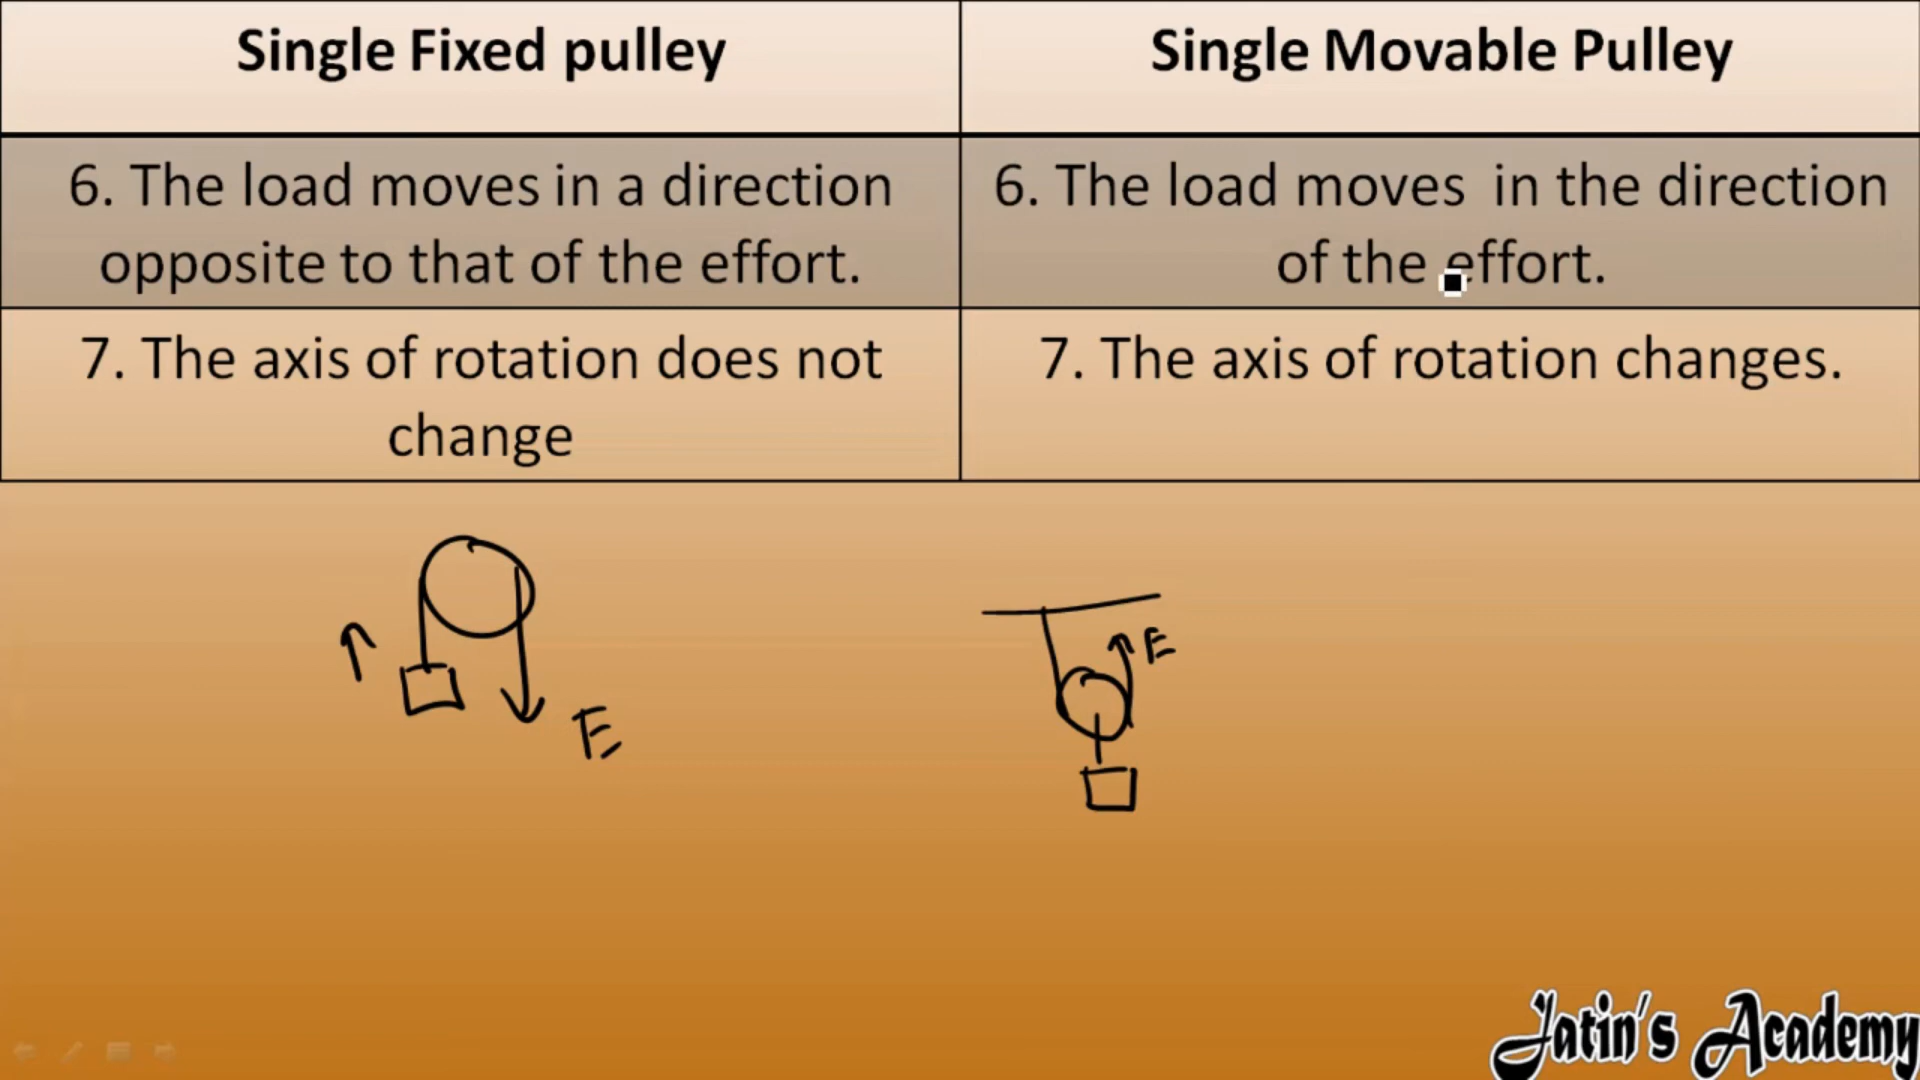 Single Fixed pulley
Single Movable Pulley
6. The load moves in a direction
opposite to that of the effort.
6. The load moves in the direction
of the effort.
7. The axis of rotation does not
change
7. The axis of rotation changes.
E
E
Jatin's Academy